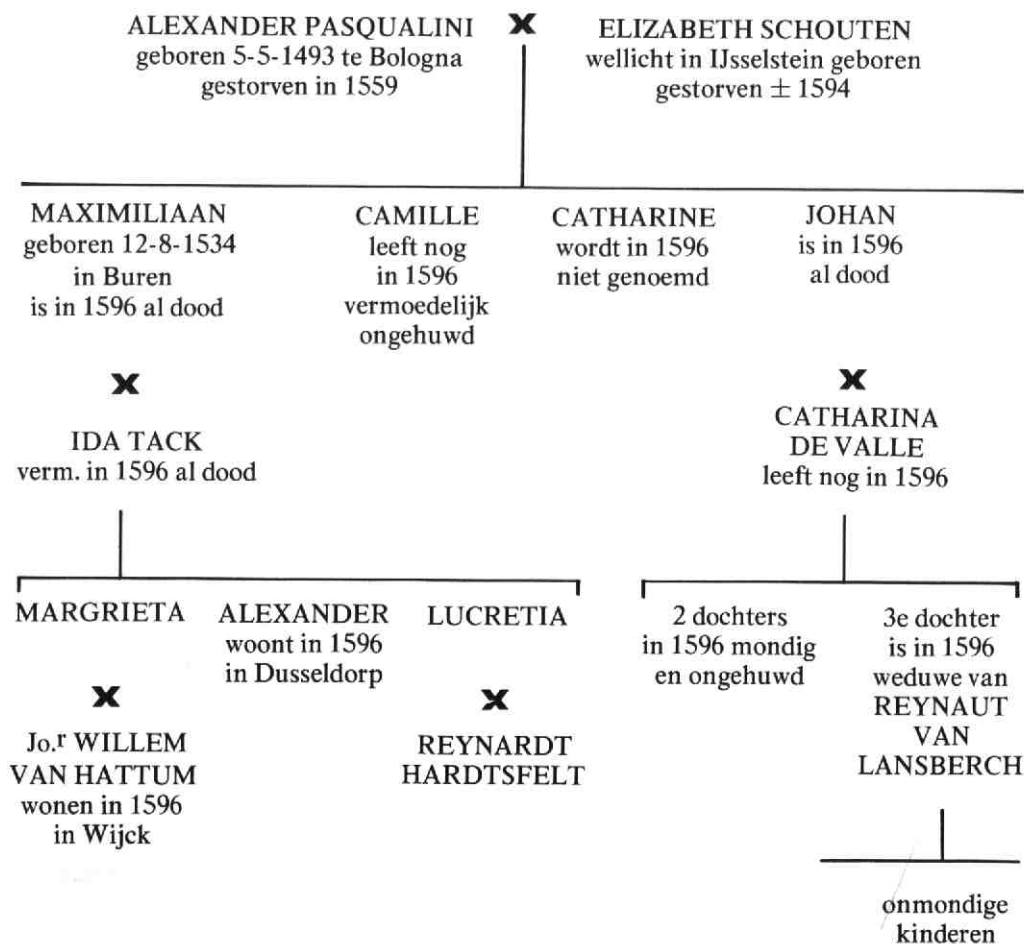 ALEXANDER PASQUALINI
geboren 5-5-1493 te Bologna
gestorven in 1559
X
ELIZABETH SCHOUTEN
wellicht in IJsselstein geboren
gestorven ± 1594
MAXIMILIAAN
geboren 12-8-1534
in Buren
is in 1596 al dood
CAMILLE
leeft nog
in 1596
vermoedelijk
ongehuwd
CATHARINE
wordt in 1596
niet genoemd
JOHAN
is in 1596
al dood
X
IDA TACK
verm. in 1596 al dood
X
CATHARINA
DE VALLE
leeft nog in 1596
MARGRIETA
X
Jo.r WILLEM
VAN HATTUM
wonen in 1596
in Wijck
ALEXANDER
woont in 1596
in Dusseldorp
LUCRETIA
X
REYNARDT
HARDTSFELT
2 dochters
in 1596 mondig
en ongehuwd
3e dochter
is in 1596
weduwe van
REYNAUT
VAN
LANSBERCH
onmondige
kinderen